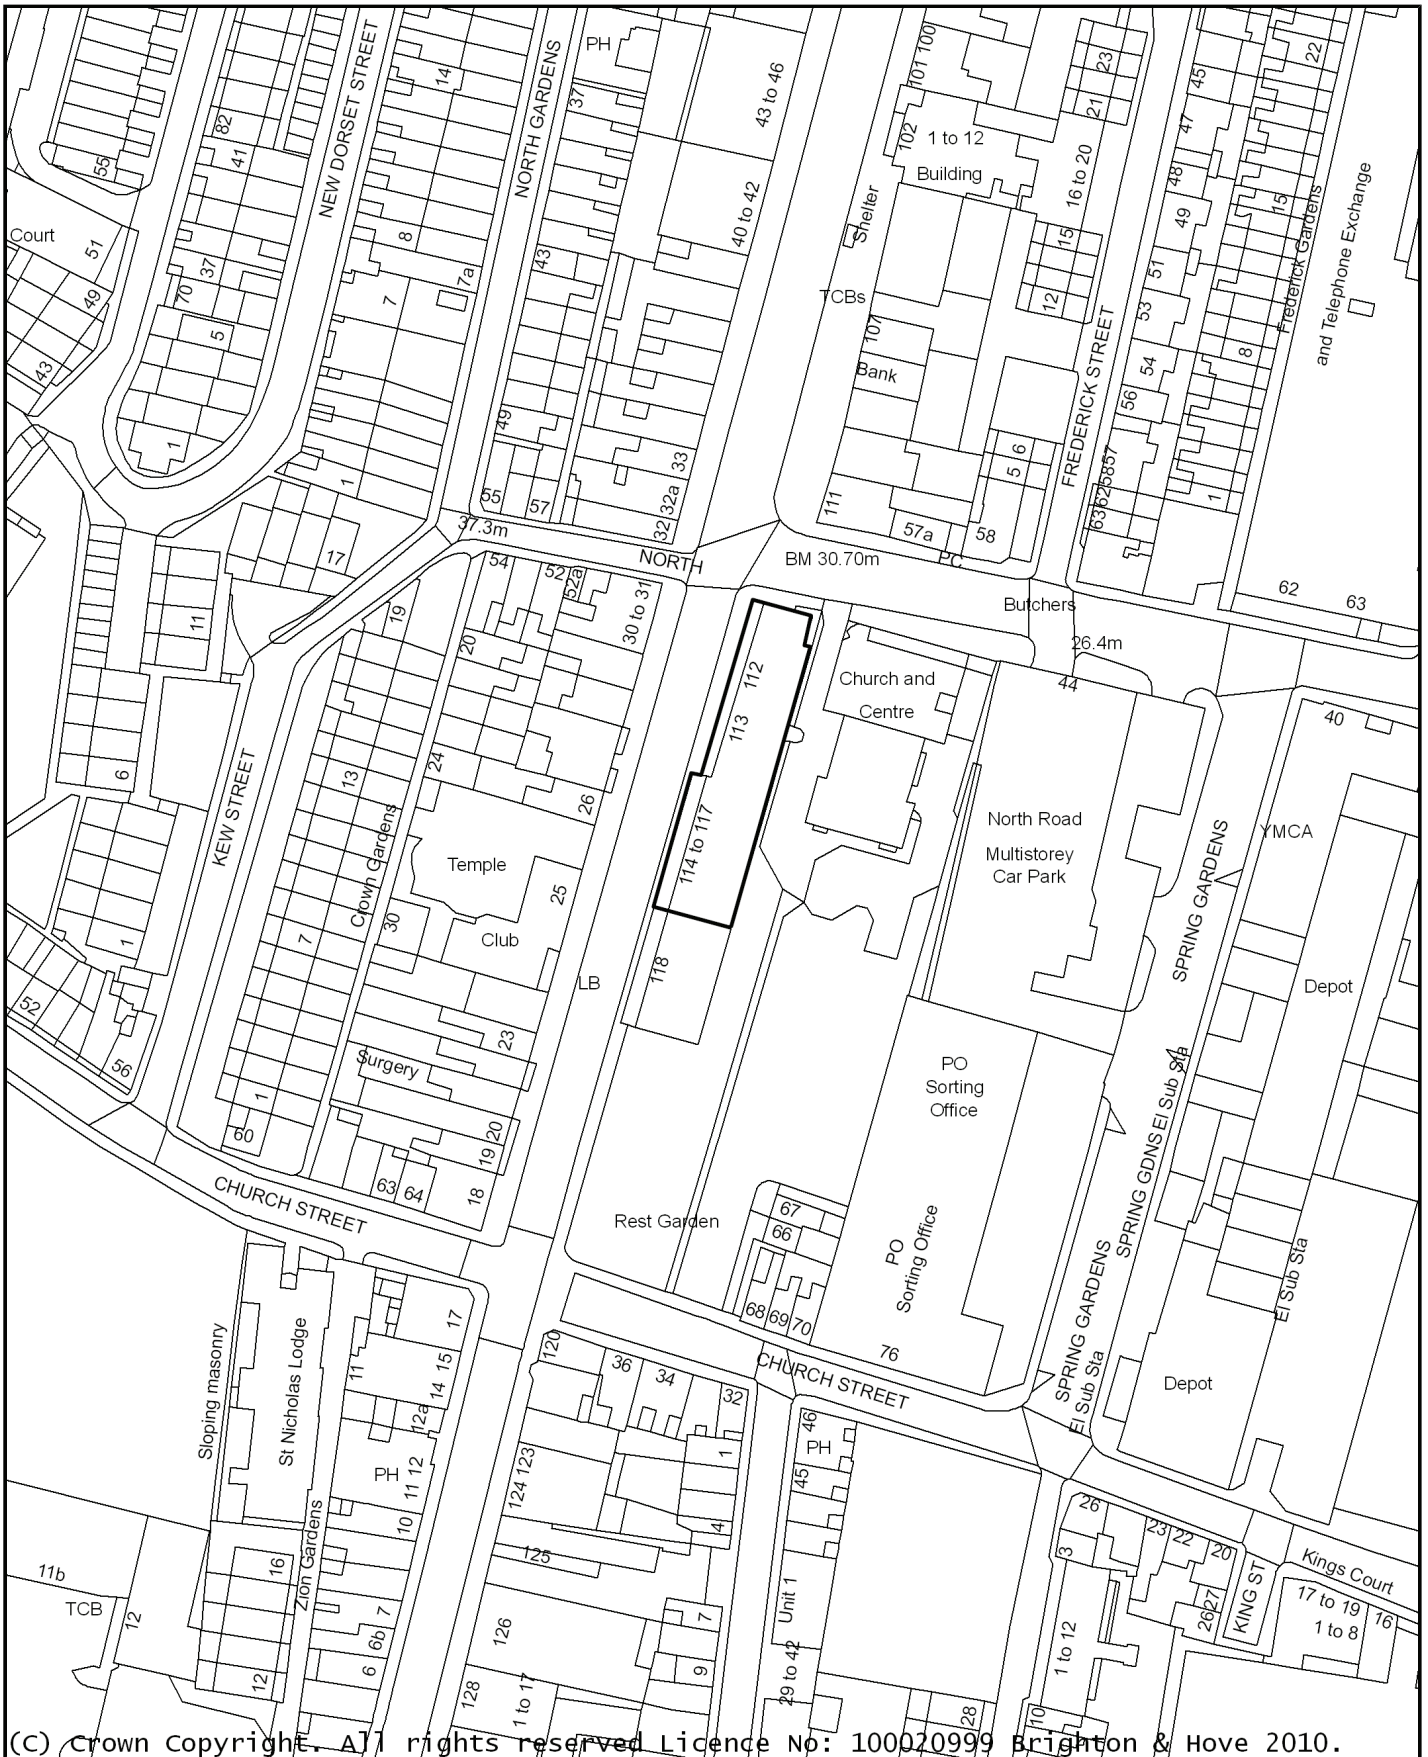 PH
14
NEW DORSET STREET
NORTH GARDENS
37
43 to 46
101 100
23
21
45
22
82
41
55
102
1 to 12
Building
47
16 to 20
48
49
15
Court
51
8
43
40 to 42
Shelter
15
Frederick Gardens
and Telephone Exchange
49
37
70
7a
7
5
TCBs
12
51
53
107
Bank
54
8
43
56
FREDERICK STREET
1
49
33
6
5
63625857
1
1
55
57
32a
32
111
57a
58
37.3m
NORTH
BM 30.70m
PC
17
54
52
52a
62
63
Butchers
30 to 31
19
11
20
26.4m
112
Church and
Centre
44
113
40
6
13
24
26
KEW STREET
Crown Gardens
North Road
Multistorey
Car Park
YMCA
114 to 117
Temple
25
SPRING GARDENS
30
7
1
Club
118
LB
Depot
52
23
56
Surgery
PO
Sorting
Office
El Sub Sta
1
60
20
19
SPRING GDNS
63
64
18
CHURCH STREET
67
66
Rest Garden
PO
Sorting Office
El Sub Sta
68
69
70
17
Sloping masonry
St Nicholas Lodge
11
15
14
120
36
34
32
76
CHURCH STREET
SPRING GARDENS
El Sub Sta
Depot
12a
46
PH
1
PH
12
11
123
124
45
10
4
26
23
22
20
3
Zion Gardens
16
125
11b
TCB
12
7
6b
6
126
7
Unit 1
KING ST
Kings Court
17 to 19
16
1 to 8
27
26
1 to 12
12
128
1 to 17
9
29 to 42
28
10
(c) Crown Copyright. All rights reserved Licence No: 100020999 Brighton & Hove 2010.